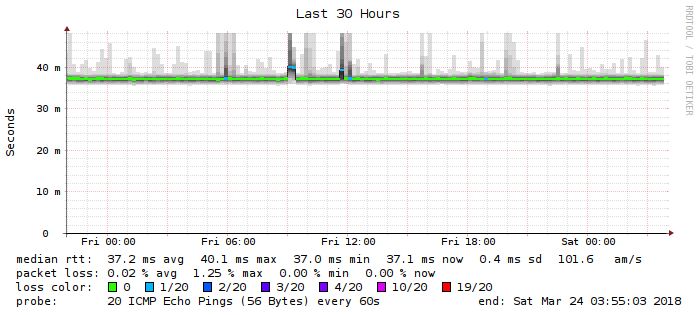 Last 30 Hours
RRDTOOL / TOBI OETIKER
Seconds
40 m
30 m
20 m
10 m
0
Fri 00:00 Fri 06:00 Fri 12:00 Fri 18:00 Sat 00:00
median rtt: 37.2 ms avg 40.1 ms max 37.0 ms min 37.1 ms now 0.4 ms sd 101.6 am/s
packet loss: 0.02 % avg 1.25 % max 0.00 % min 0.00 % now
loss color: 0 1/20 2/20 3/20 4/20 10/20 19/20
probe: 20 ICMP Echo Pings (56 Bytes) every 60s end: Sat Mar 24 03:55:03 2018